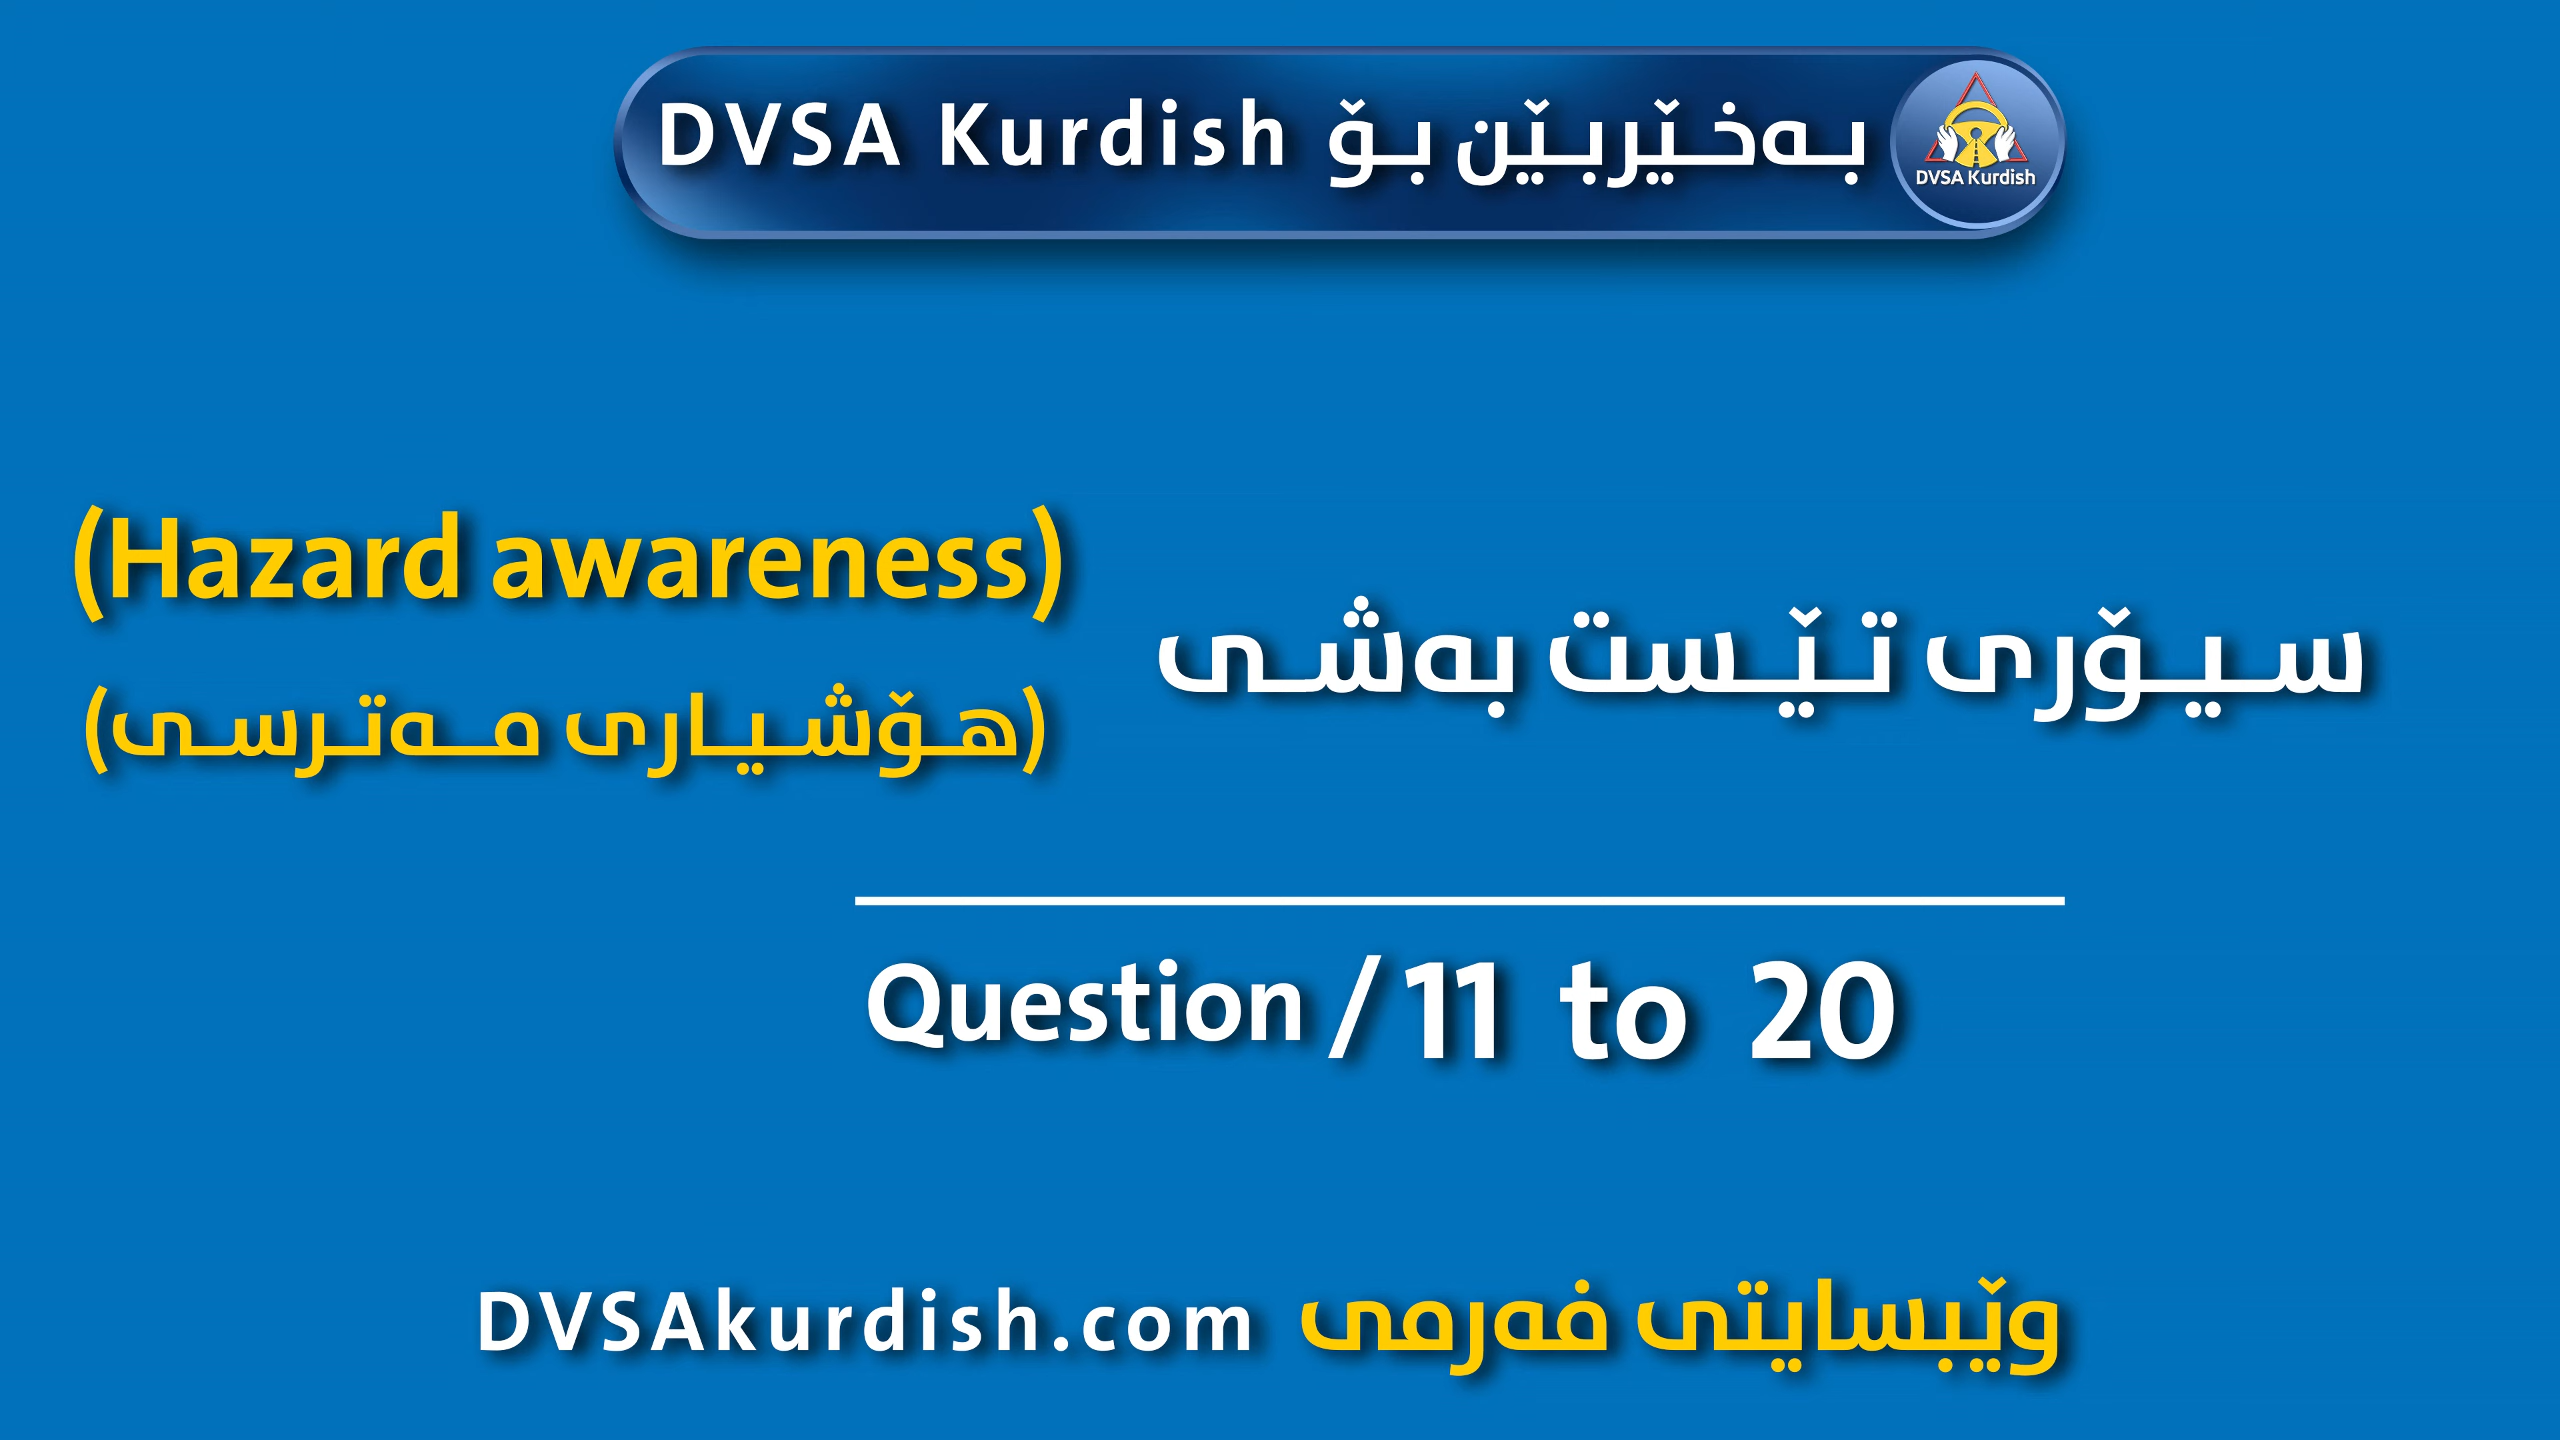 بەخێربێن بۆ DVSA Kurdish
DVSA Kurdish
سیۆری تێست بەشی
(Hazard awareness)
(هۆشیاری مەترسی)
Question / 11 to 20
وێبسایتی فەرمی DVSAkurdish.com